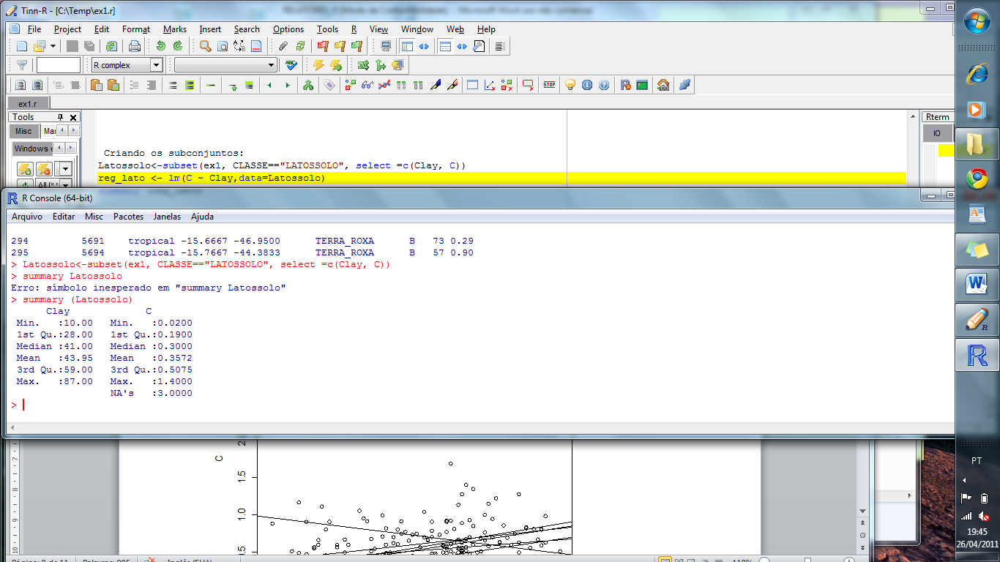 Tinn-R - [C:\Temp\ex1.r]
File Project Edit Format Marks Insert Search Options Tools R View Window Web Help
R complex
ABC
STOP
ex1.r
Tools
Rterm
Misc
IO
Criando os subconjuntos:
Latossolo<-subset(ex1, CLASSE=="LATOSSOLO", select =c(Clay, C))
reg_lato <- lm(C ~ Clay,data=Latossolo)
R Console (64-bit)
Arquivo Editar Misc Pacotes Janelas Ajuda
294 5691 tropical -15.6667 -46.9500 TERRA_ROXA B 73 0.29
295 5694 tropical -15.7667 -44.3833 TERRA_ROXA B 57 0.90
> Latossolo<-subset(ex1, CLASSE=="LATOSSOLO", select =c(Clay, C))
> summary Latossolo
Erro: símbolo inesperado em "summary Latossolo"
> summary (Latossolo)
Clay C
Min. :10.00 Min. :0.0200
1st Qu.:28.00 1st Qu.:0.1900
Median :41.00 Median :0.3000
Mean :43.95 Mean :0.3572
3rd Qu.:59.00 3rd Qu.:0.5075
Max. :87.00 Max. :1.4000
NA's :3.0000
>
C
1.5
1.0
PT
19:45
26/04/2011